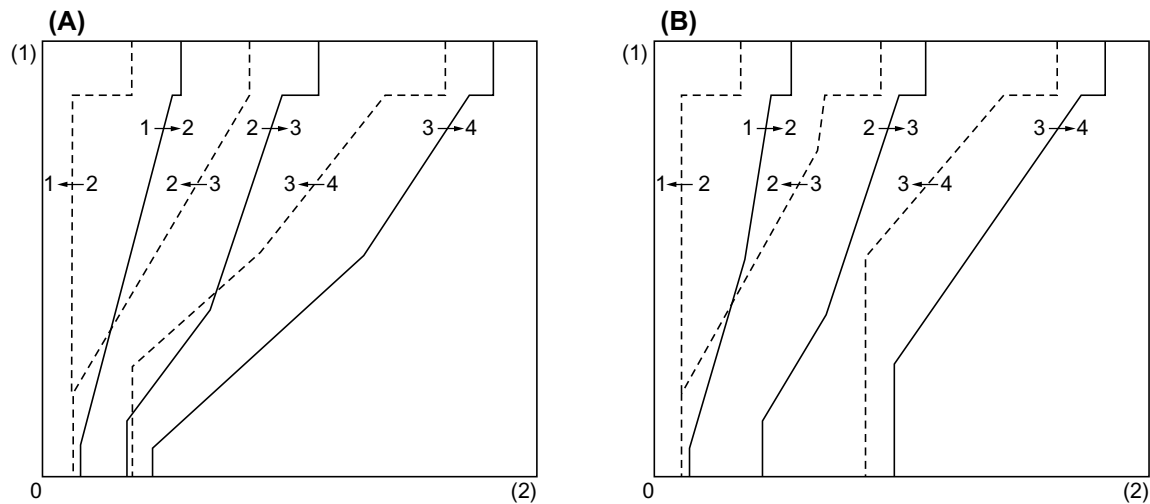 (A) (B)
(1) (1)
1→2 2→3 3→4 1→2 2→3 3→4
1←2 2←3 3←4 1←2 2←3 3←4
0 (2) 0 (2)